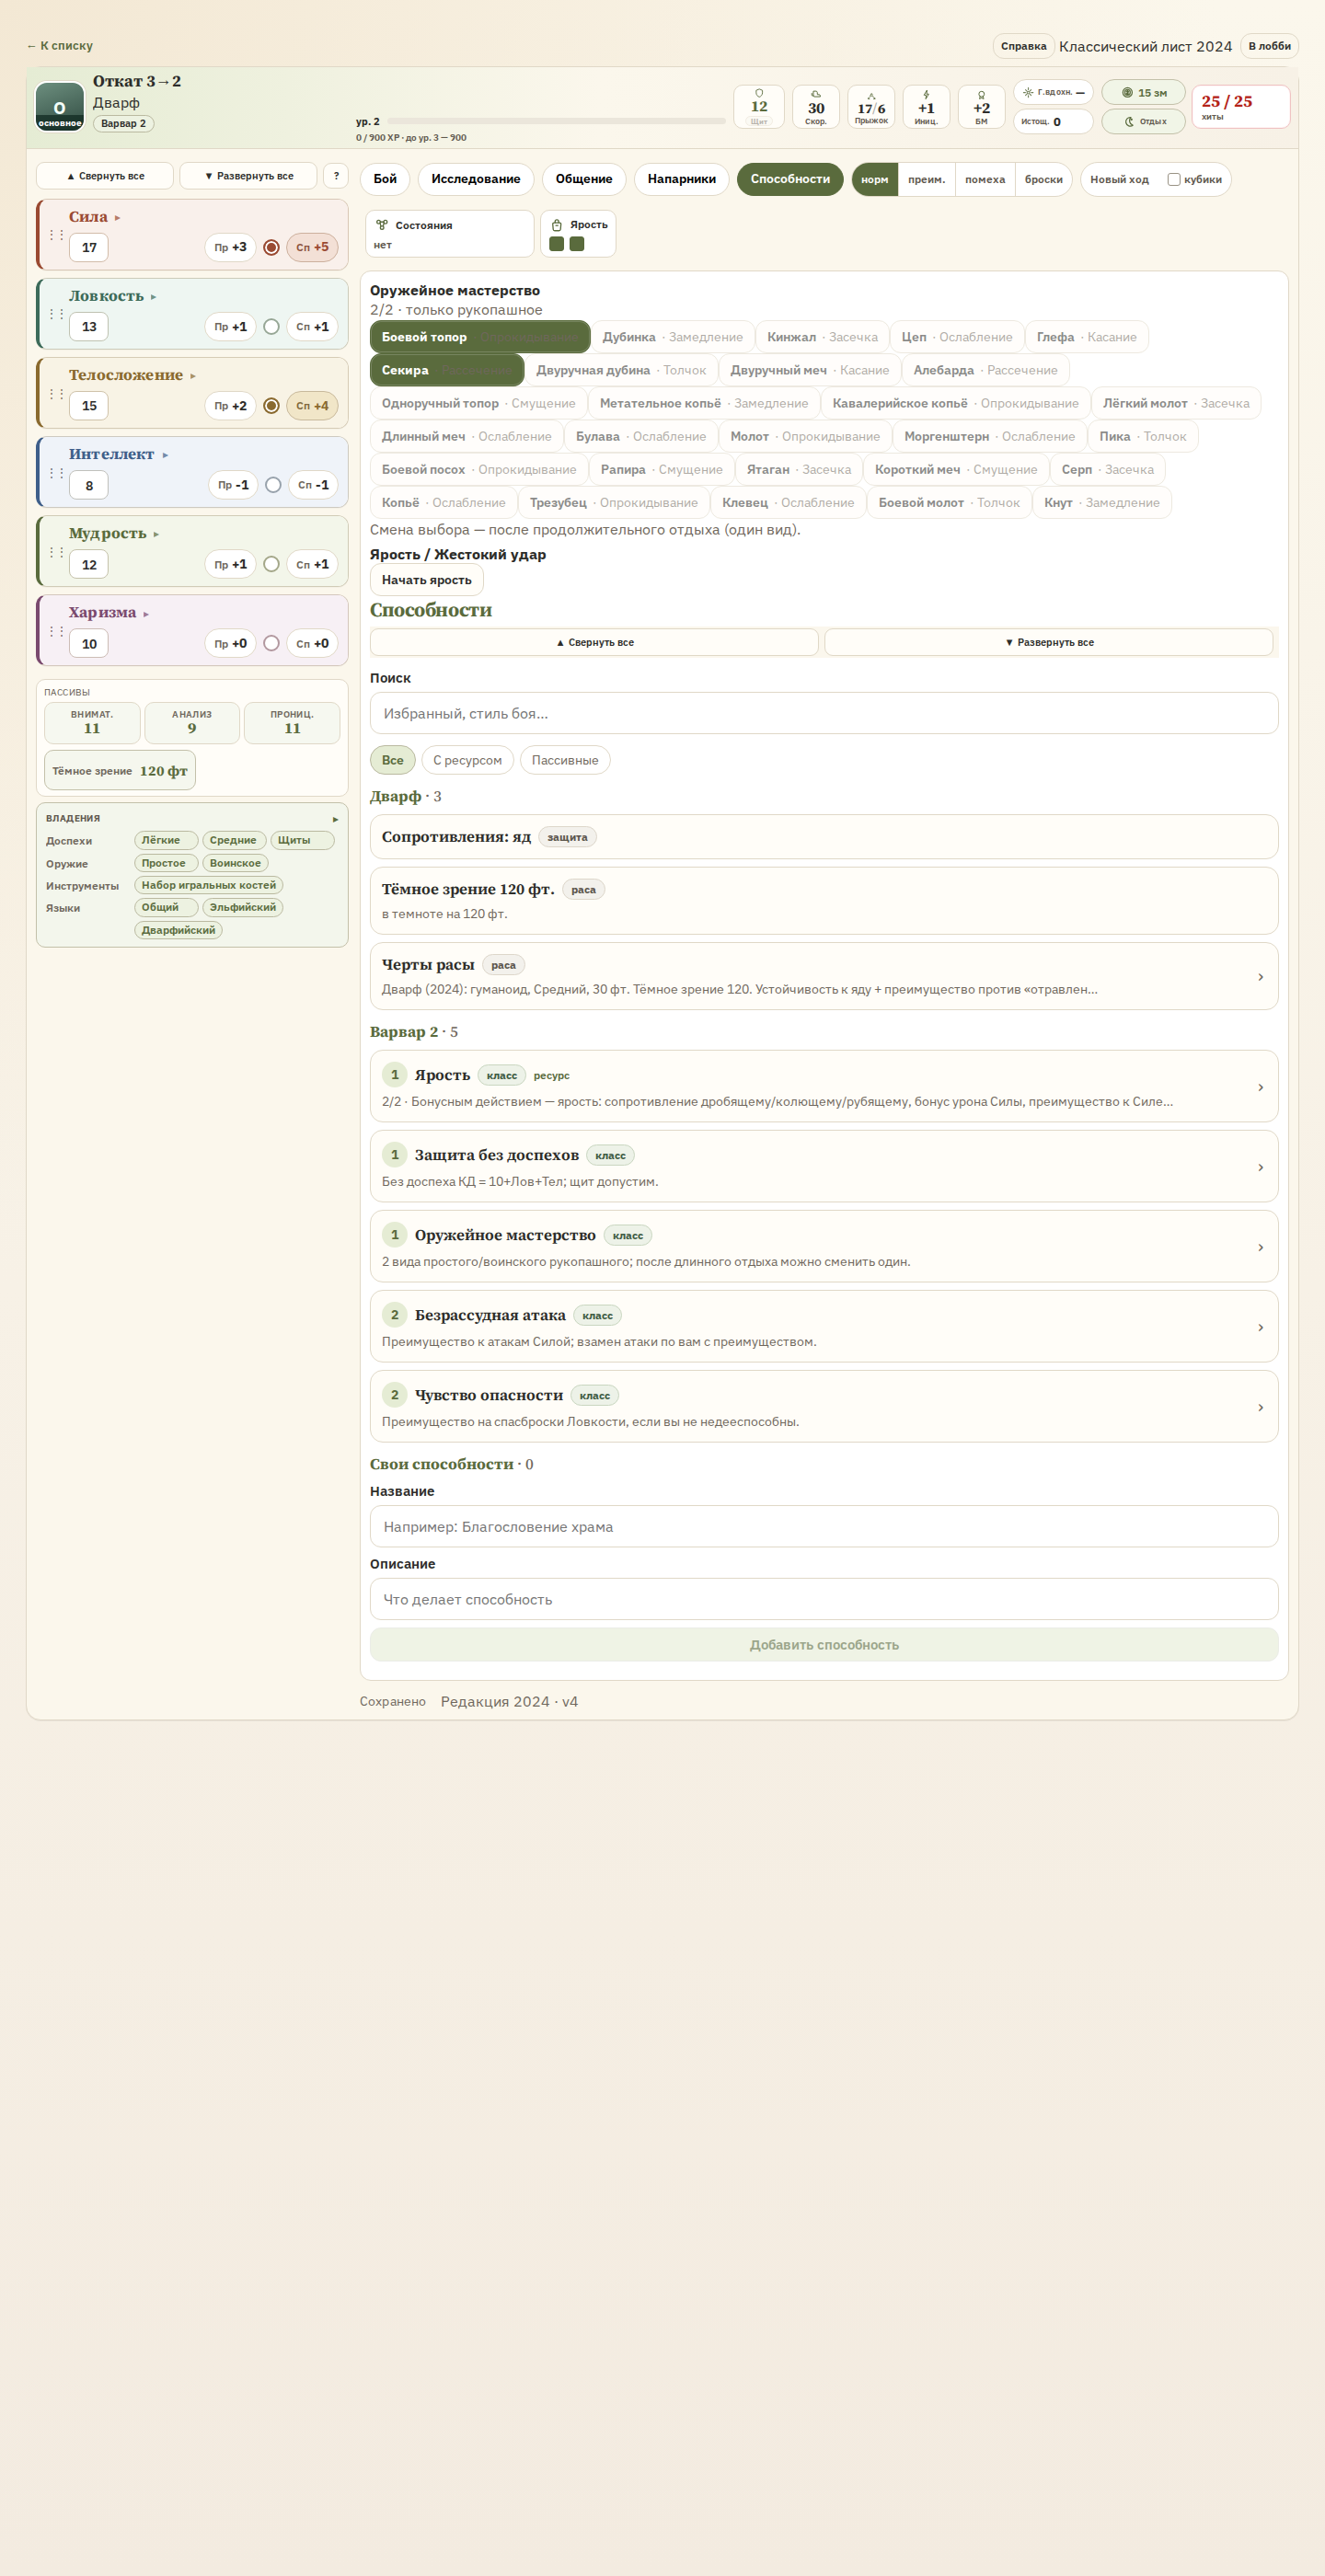 ← К списку
Справка Классический лист 2024 В лобби
О
основное
Откат 3→2
Дварф
Варвар 2
ур. 2
0 / 900 XP · до ур. 3 — 900
12
Щит
30
Скор.
17/6
Прыжок
+1
Иниц.
+2
БМ
Г.вдохн. —
Истощ. 0
15 зм
Отдых
25 / 25
хиты
▲ Свернуть все ▼ Развернуть все ?
Сила ▸
17 Пр +3 Сп +5
Ловкость ▸
13 Пр +1 Сп +1
Телосложение ▸
15 Пр +2 Сп +4
Интеллект ▸
8 Пр -1 Сп -1
Мудрость ▸
12 Пр +1 Сп +1
Харизма ▸
10 Пр +0 Сп +0
ПАССИВЫ
ВНИМАТ. АНАЛИЗ ПРОНИЦ.
11 9 11
Тёмное зрение 120 фт
ВЛАДЕНИЯ ▸
Доспехи Лёгкие Средние Щиты
Оружие Простое Воинское
Инструменты Набор игральных костей
Языки Общий Эльфийский
Дварфийский
Бой Исследование Общение Напарники Способности норм преим. помеха броски Новый ход кубики
Состояния
нет
Ярость
Оружейное мастерство
2/2 · только рукопашное
Боевой топор Дубинка · Замедление Кинжал · Засечка Цеп · Ослабление Глефа · Касание
Секира Двуручная дубина · Толчок Двуручный меч · Касание Алебарда · Рассечение
Одноручный топор · Смущение Метательное копьё · Замедление Кавалерийское копьё · Опрокидывание Лёгкий молот · Засечка
Длинный меч · Ослабление Булава · Ослабление Молот · Опрокидывание Моргенштерн · Ослабление Пика · Толчок
Боевой посох · Опрокидывание Рапира · Смущение Ятаган · Засечка Короткий меч · Смущение Серп · Засечка
Копьё · Ослабление Трезубец · Опрокидывание Клевец · Ослабление Боевой молот · Толчок Кнут · Замедление
Смена выбора — после продолжительного отдыха (один вид).
Ярость / Жестокий удар
Начать ярость
Способности
▲ Свернуть все ▼ Развернуть все
Поиск
Избранный, стиль боя...
Все С ресурсом Пассивные
Дварф · 3
Сопротивления: яд защита
Тёмное зрение 120 фт. раса
в темноте на 120 фт.
Черты расы раса
Дварф (2024): гуманоид, Средний, 30 фт. Тёмное зрение 120. Устойчивость к яду + преимущество против «отравлен... ›
Варвар 2 · 5
1 Ярость класс ресурс
2/2 · Бонусным действием — ярость: сопротивление дробящему/колющему/рубящему, бонус урона Силы, преимущество к Силе... ›
1 Защита без доспехов класс
Без доспеха КД = 10+Лов+Тел; щит допустим. ›
1 Оружейное мастерство класс
2 вида простого/воинского рукопашного; после длинного отдыха можно сменить один. ›
2 Безрассудная атака класс
Преимущество к атакам Силой; взамен атаки по вам с преимуществом. ›
2 Чувство опасности класс
Преимущество на спасброски Ловкости, если вы не недееспособны. ›
Свои способности · 0
Название
Например: Благословение храма
Описание
Что делает способность
Добавить способность
Сохранено Редакция 2024 · v4